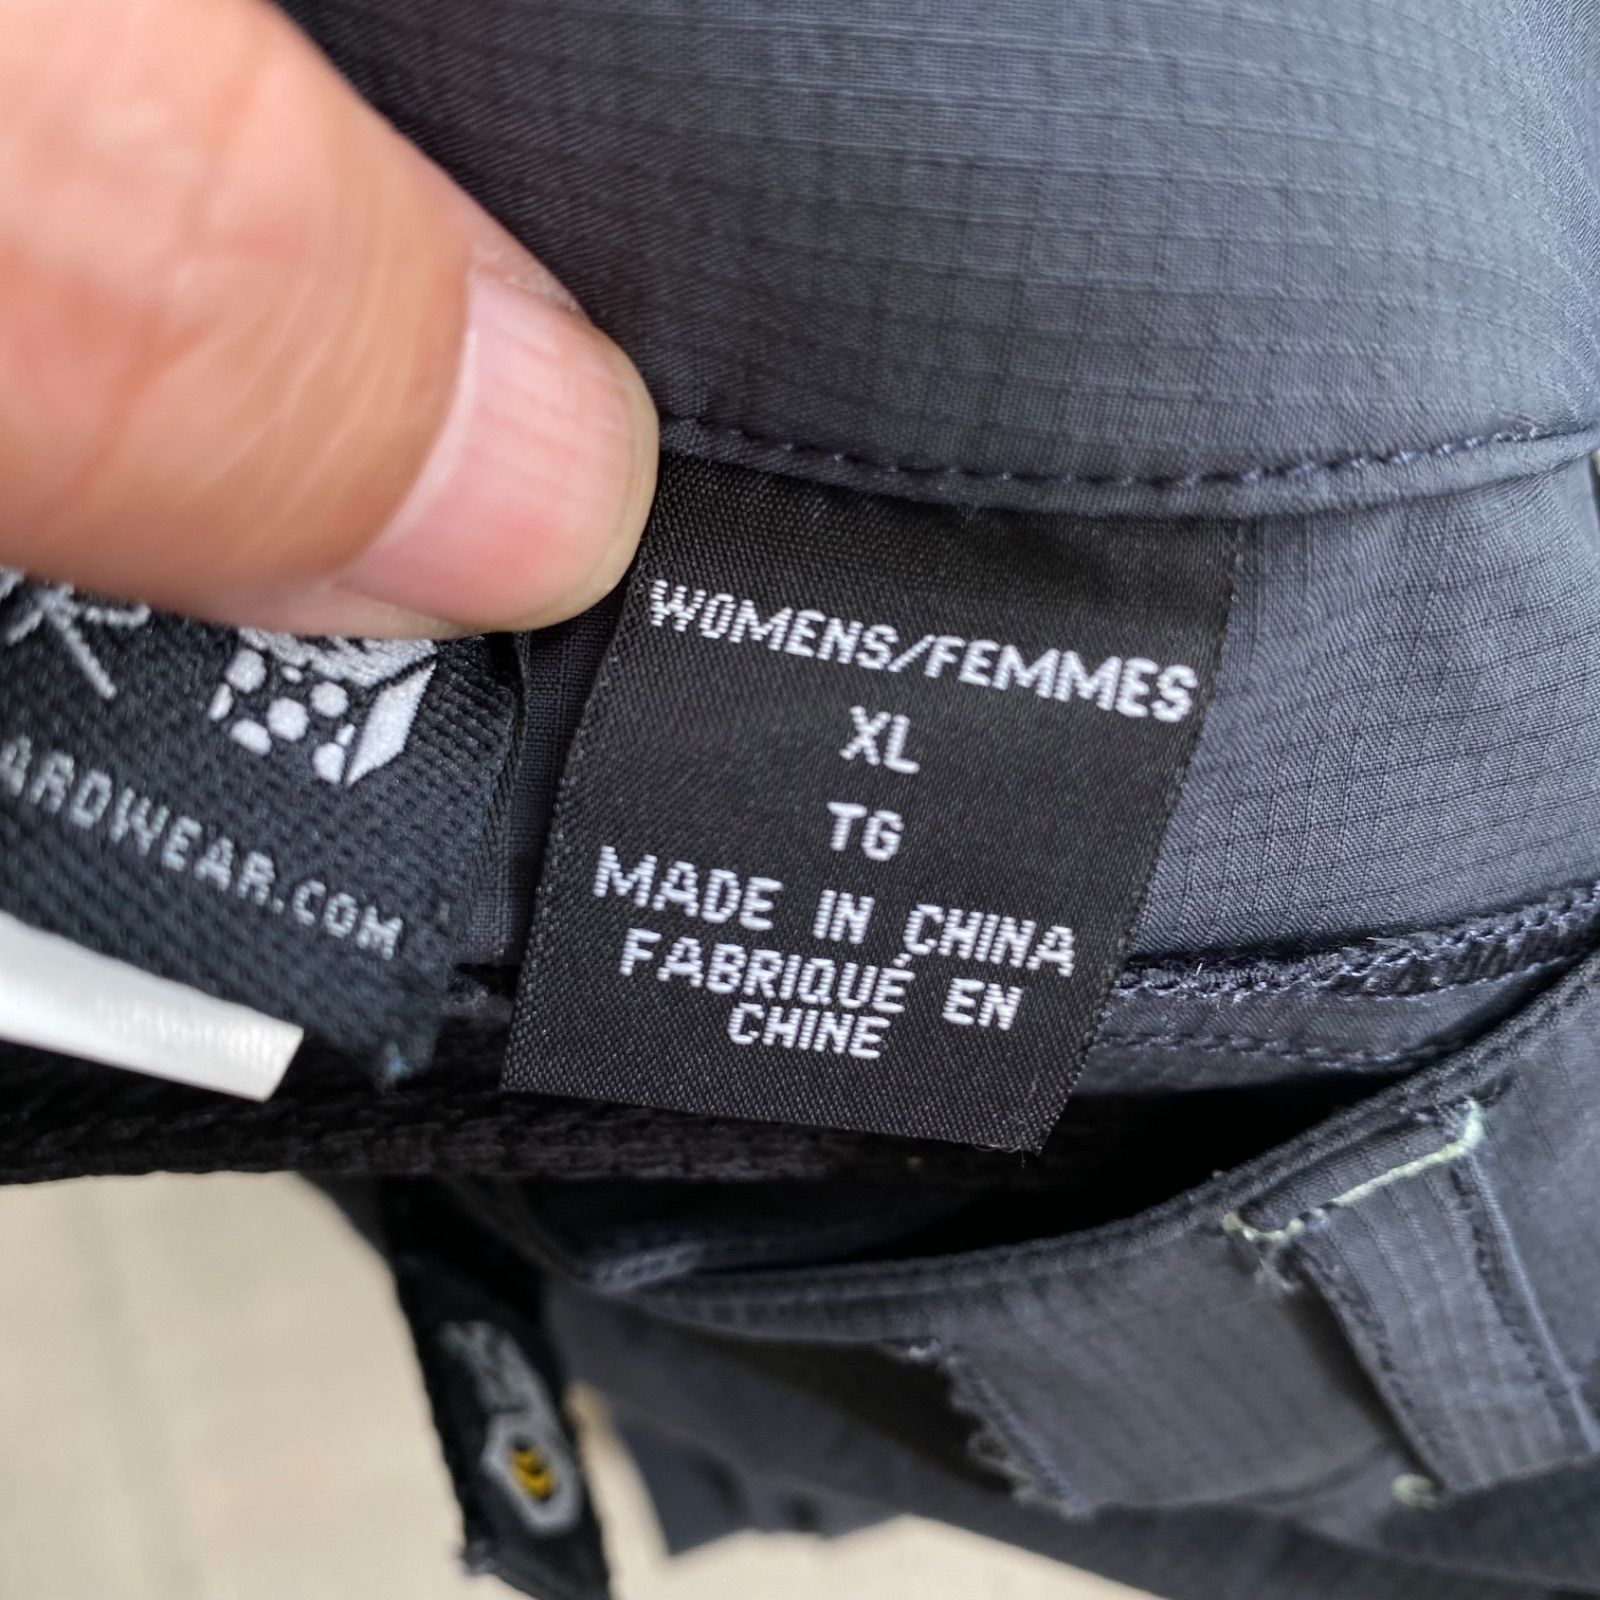 WOMENS/FEMMES
XL
TG
MADE IN CHINA
FABRIQUÉ EN
CHINE
ARDWEAR.COM